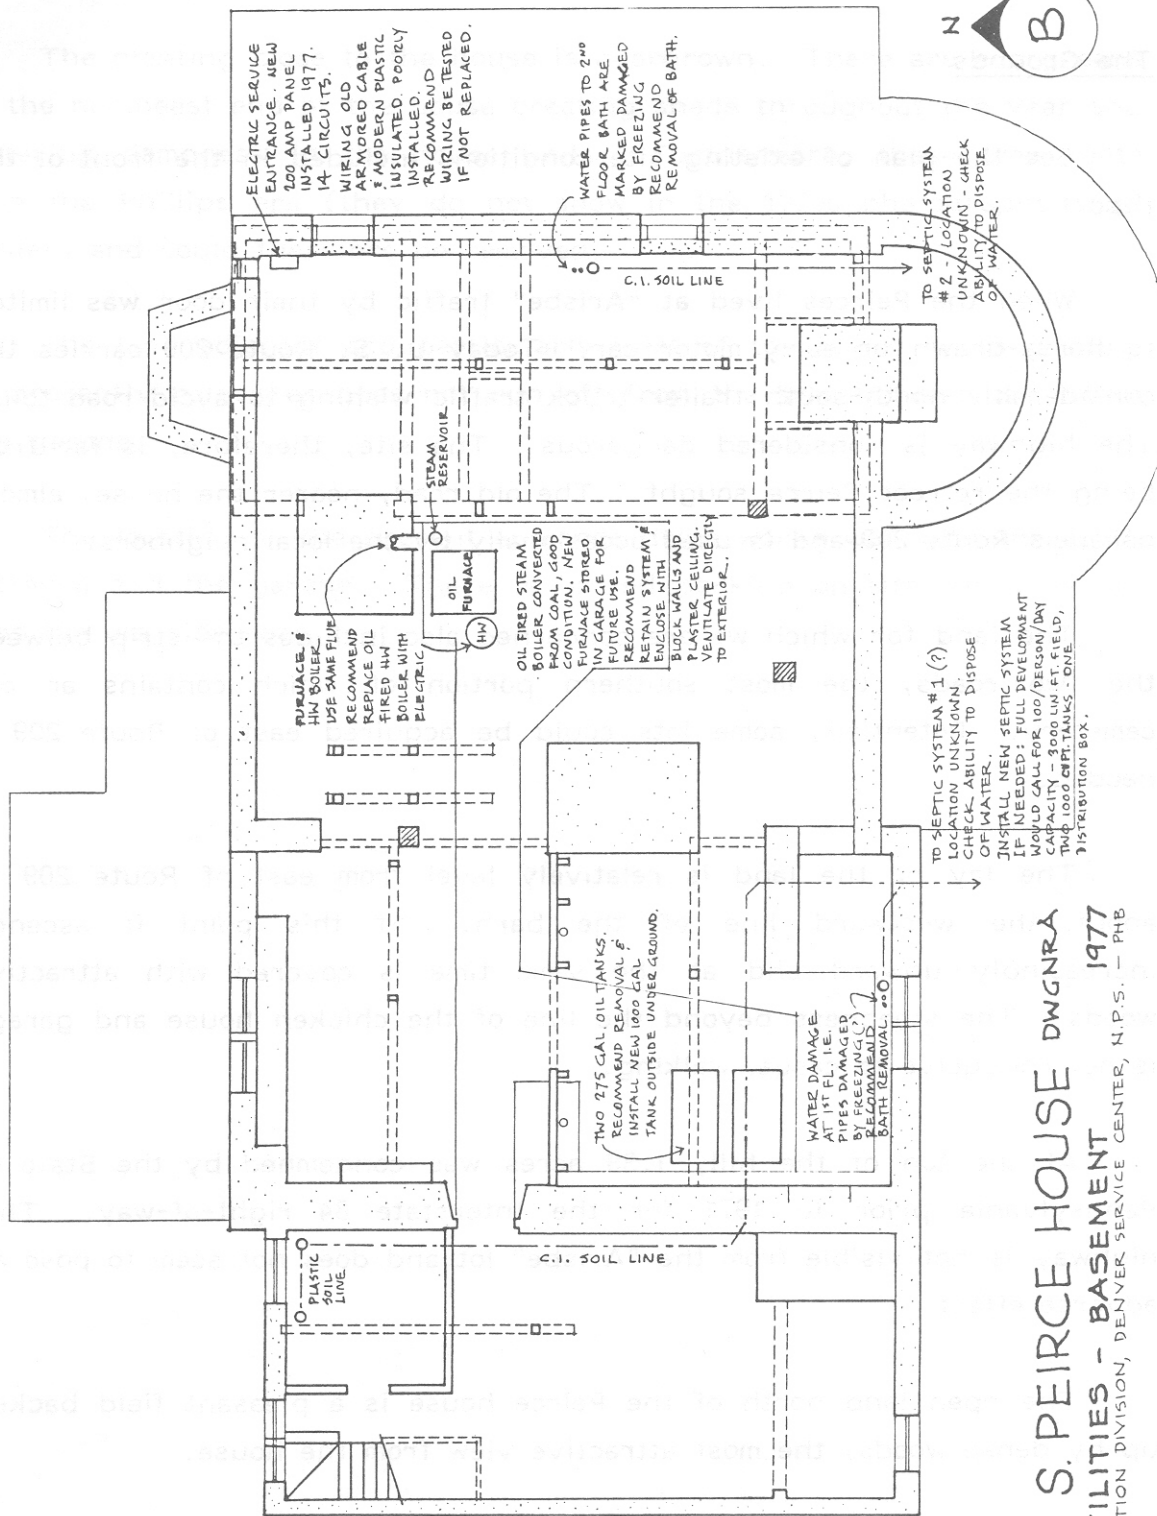 ELECTRIC SERVICE
ENTRANCE. NEW
200 AMP PANEL
INSTALLED 1977.
14 CIRCUITS.
WIRING OLD
ARMORED CABLE
& MODERN PLASTIC
INSULATED. POORLY
INSTALLED.
RECOMMEND
WIRING BE TESTED
IF NOT REPLACED.
WATER PIPES TO 2ND
FLOOR BATH ARE
MARKED DAMAGED
BY FREEZING
RECOMMEND
REMOVAL OF BATH.
N
B
C.I. SOIL LINE
TO SEPTIC SYSTEM
#2 - LOCATION
UNKNOWN - CHECK
ABILITY TO DISPOSE
OF WATER.
STEAM
RESERVOIR
OIL
FURNACE
HW
FURNACE &
HW BOILER
USE SAME FLUE
RECOMMEND
REPLACE OIL
FIRED HW
BOILER WITH
ELECTRIC.
OIL FIRED STEAM
BOILER CONVERTED
FROM COAL, GOOD
CONDITION. NEW
FURNACE STORED
IN GARAGE FOR
FUTURE USE.
RECOMMEND
RETAIN SYSTEM &
ENCLOSE WITH
BLOCK WALLS AND
PLASTER CEILING.
VENTILATE DIRECTLY
TO EXTERIOR.
TO SEPTIC SYSTEM #1 (?)
LOCATION UNKNOWN
CHECK ABILITY TO DISPOSE
OF WATER.
INSTALL NEW SEPTIC SYSTEM
IF NEEDED: FULL DEVELOPMENT
WOULD CALL FOR 100/PERSON/DAY
CAPACITY - 3000 LIN. FT. FIELD,
TWO 1000 TANKS. ONE
DISTRIBUTION BOX.
TWO 275 GAL OIL TANKS.
RECOMMEND REMOVAL &
INSTALL NEW 1000 GAL
TANK OUTSIDE UNDER GROUND.
WATER DAMAGE
AT 1ST FL. I.E.
PIPES DAMAGED
BY FREEZING (?)
RECOMMEND
BATH REMOVAL.
PLASTIC
SOIL
LINE
C.I. SOIL LINE
S. PEIRCE HOUSE DWGNRA
TILITIES - BASEMENT 1977
TION DIVISION, DENVER SERVICE CENTER, N.P.S. - PHB